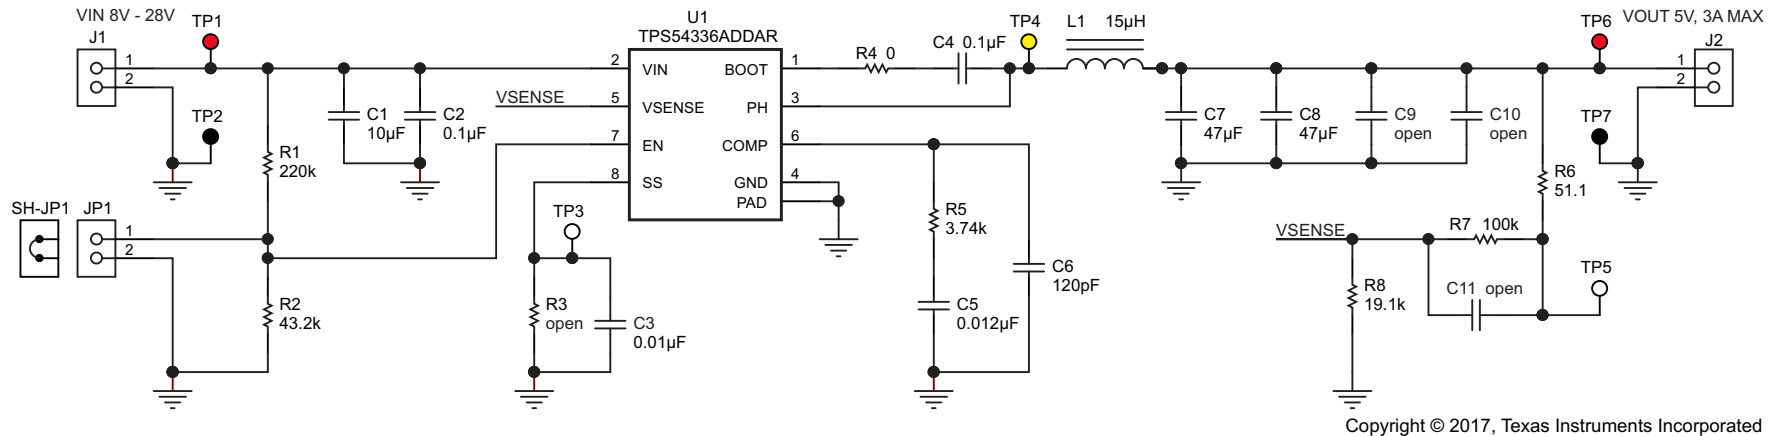 VIN 8V - 28V
TP1
J1
1
2
TP2
R1
220k
C1
10µF
C2
0.1µF
SH-JP1
JP1
1
2
R2
43.2k
U1
TPS54336ADDAR
2
VIN
5
VSENSE
VSENSE
7
EN
8
SS
BOOT
1
PH
3
COMP
6
GND
4
PAD
TP3
R3
open
C3
0.01µF
R4 0
C4 0.1µF
TP4
L1 15µH
R5
3.74k
C5
0.012µF
C6
120pF
C7
47µF
C8
47µF
C9
open
C10
open
TP6
VOUT 5V, 3A MAX
J2
1
2
TP7
R6
51.1
VSENSE
R7 100k
R8
19.1k
C11 open
TP5
Copyright © 2017, Texas Instruments Incorporated